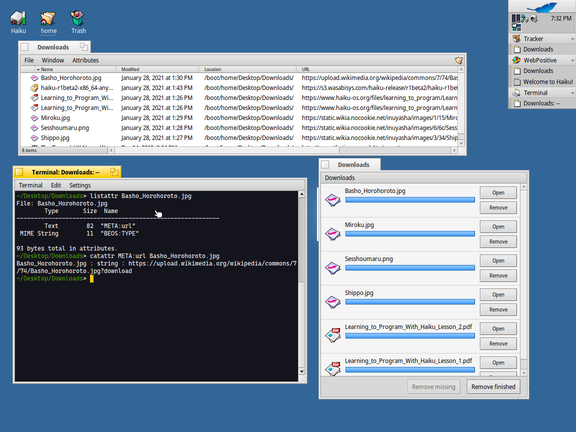 Haiku
home
Trash
7:32 PM
Tracker
Downloads
WebPositive
Downloads
Welcome to Haiku!
Terminal
Downloads: --
Downloads
File Window Attributes
Name Modified Location URL
Basho_Horohoroto.jpg January 28, 2021 at 1:30 PM /boot/home/Desktop/Downloads/ https://upload.wikimedia.org/wikipedia/commons/7/74/Bas
haiku-r1beta2-x86_64-any... January 28, 2021 at 1:43 PM /boot/home/Desktop/Downloads/ https://s3.wasabisys.com/haiku-release/r1beta2/haiku-r1be
Learning_to_Program_Wi... January 28, 2021 at 1:26 PM /boot/home/Desktop/Downloads/ https://www.haiku-os.org/files/learning_to_program/Learn
Learning_to_Program_Wi... January 28, 2021 at 1:26 PM /boot/home/Desktop/Downloads/ https://www.haiku-os.org/files/learning_to_program/Learn
Miroku.jpg January 28, 2021 at 1:29 PM /boot/home/Desktop/Downloads/ https://static.wikia.nocookie.net/inuyasha/images/1/15/Miro
Sesshoumaru.png January 28, 2021 at 1:28 PM /boot/home/Desktop/Downloads/ https://static.wikia.nocookie.net/inuyasha/images/6/6c/Sess
Shippo.jpg January 28, 2021 at 1:27 PM /boot/home/Desktop/Downloads/ https://static.wikia.nocookie.net/inuyasha/images/3/34/Ship
8 items
Terminal: Downloads: --
Terminal Edit Settings
~/Desktop/Downloads> listattr Basho_Horohoroto.jpg
File: Basho_Horohoroto.jpg
Type Size Name
Text 82 "META:url"
MIME String 11 "BEOS:TYPE"
93 bytes total in attributes.
~/Desktop/Downloads> catattr META:url Basho_Horohoroto.jpg
Basho_Horohoroto.jpg : string : https://upload.wikimedia.org/wikipedia/commons/7
/74/Basho_Horohoroto.jpg?download
~/Desktop/Downloads>
Downloads
Downloads
Basho_Horohoroto.jpg
Open
Remove
Miroku.jpg
Open
Remove
Sesshoumaru.png
Open
Remove
Shippo.jpg
Open
Remove
Learning_to_Program_With_Haiku_Lesson_2.pdf
Open
Remove
Learning_to_Program_With_Haiku_Lesson_1.pdf
Open
Remove missing
Remove finished